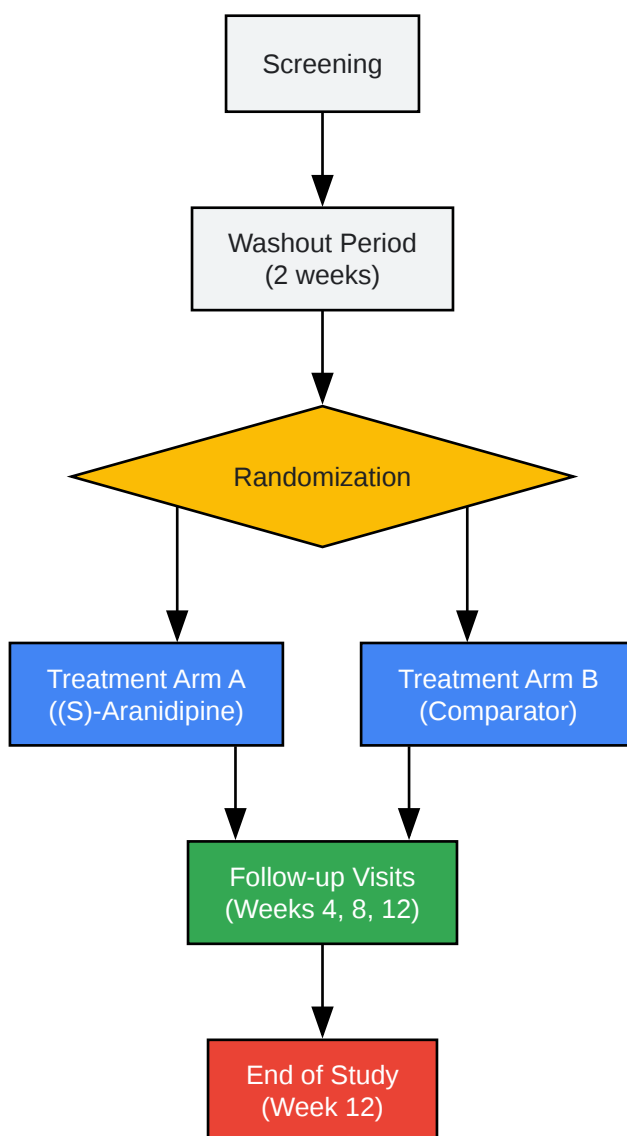 Screening
Washout Period
(2 weeks)
Randomization
Treatment Arm A
((S)-Aranidipine)
Treatment Arm B
(Comparator)
Follow-up Visits
(Weeks 4, 8, 12)
End of Study
(Week 12)